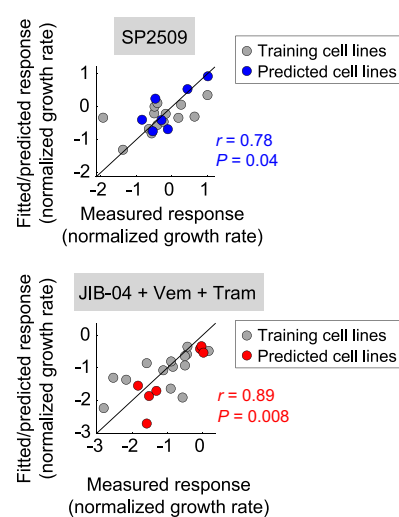 SP2509
Training cell lines
Predicted cell lines
Fitted/predicted response
(normalized growth rate)
1
0
-1
-2
-2
-1
0
1
r = 0.78
P = 0.04
Measured response
(normalized growth rate)
JIB-04 + Vem + Tram
Training cell lines
Predicted cell lines
Fitted/predicted response
(normalized growth rate)
0
-1
-2
-3
-3
-2
-1
0
r = 0.89
P = 0.008
Measured response
(normalized growth rate)